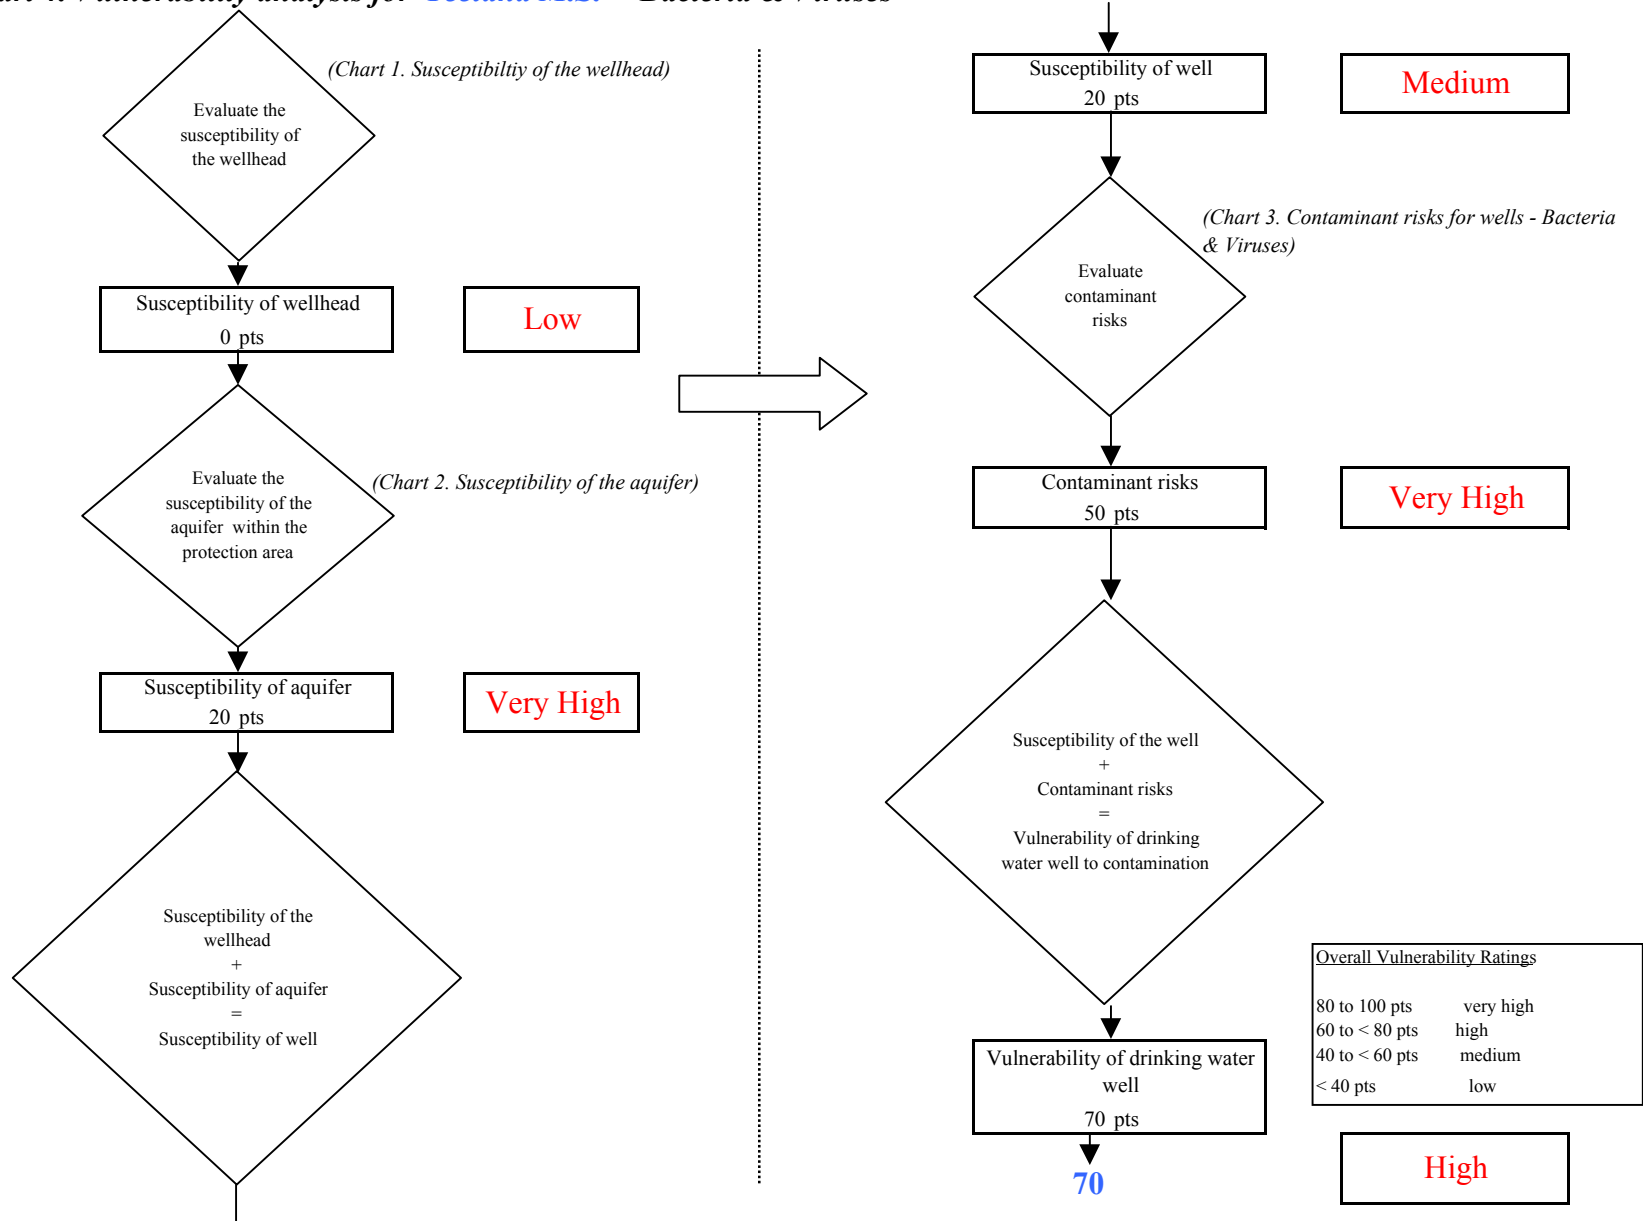 Vulnerability analysis for
Bacteria & Viruses
(Chart 1. Susceptibiltiy of the wellhead)
Evaluate the
susceptibility of
the wellhead
Susceptibility of wellhead
0 pts
Low
Evaluate the
susceptibility of the
aquifer within the
protection area
(Chart 2. Susceptibility of the aquifer)
Susceptibility of aquifer
20 pts
Very High
Susceptibility of the
wellhead
+
Susceptibility of aquifer
=
Susceptibility of well
Susceptibility of well
20 pts
Medium
(Chart 3. Contaminant risks for wells - Bacteria
& Viruses)
Evaluate
contaminant
risks
Contaminant risks
50 pts
Very High
Susceptibility of the well
+
Contaminant risks
=
Vulnerability of drinking
water well to contamination
Overall Vulnerability Ratings
80 to 100 pts very high
60 to < 80 pts high
40 to < 60 pts medium
< 40 pts low
Vulnerability of drinking water
well
70 pts
70
High